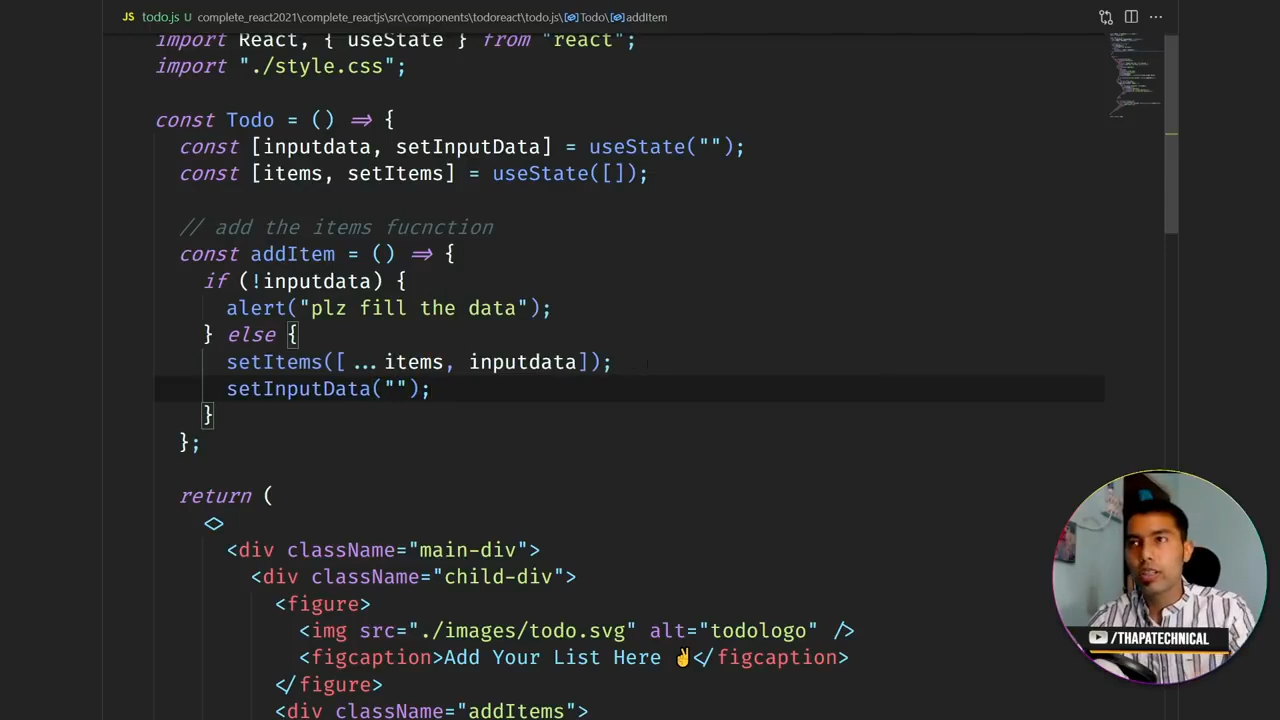 JS todo.js U complete_react2021\complete_reactjs\src\components\todoreact\todo.js\Todo\addItem
import React, { useState } from "react";
import "./style.css";
const Todo = () => {
const [inputdata, setInputData] = useState("");
const [items, setItems] = useState([]);
// add the items fucnction
const addItem = () => {
if (!inputdata) {
alert("plz fill the data");
} else {
setItems([...items, inputdata]);
setInputData("");
}
};
return (
<>
<div className="main-div">
<div className="child-div">
<figure>
<img src="./images/todo.svg" alt="todologo" />
<figcaption>Add Your List Here ✌</figcaption>
</figure>
<div className="addItems">
/THAPATECHNICAL